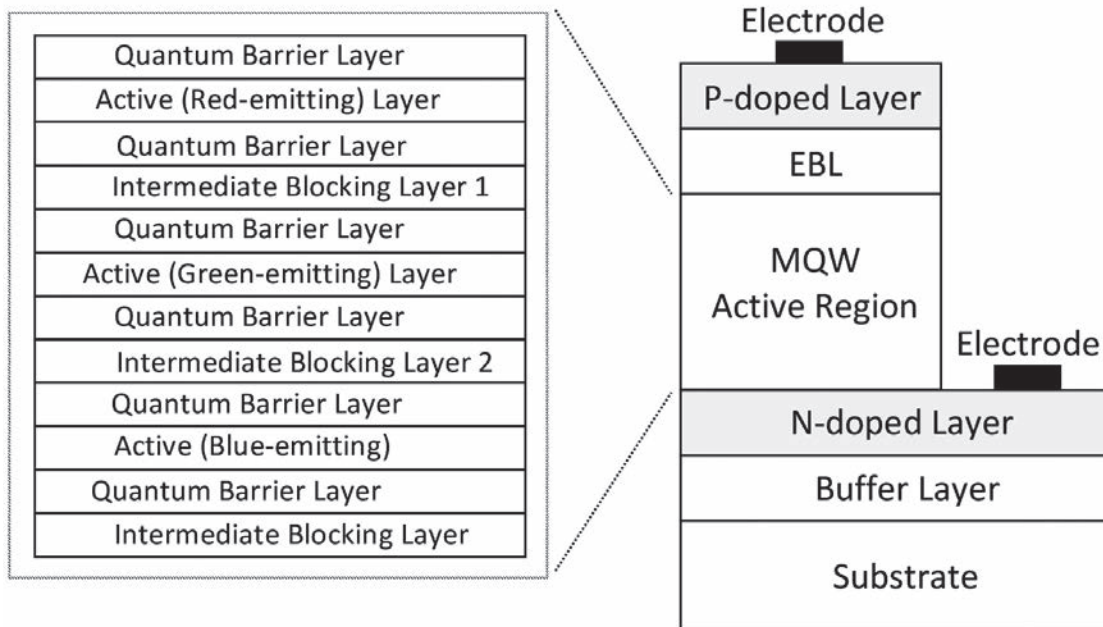 Quantum Barrier Layer
Active (Red-emitting) Layer
Quantum Barrier Layer
Intermediate Blocking Layer 1
Quantum Barrier Layer
Active (Green-emitting) Layer
Quantum Barrier Layer
Intermediate Blocking Layer 2
Quantum Barrier Layer
Active (Blue-emitting)
Quantum Barrier Layer
Intermediate Blocking Layer
Electrode
P-doped Layer
EBL
MQW
Active Region
Electrode
N-doped Layer
Buffer Layer
Substrate